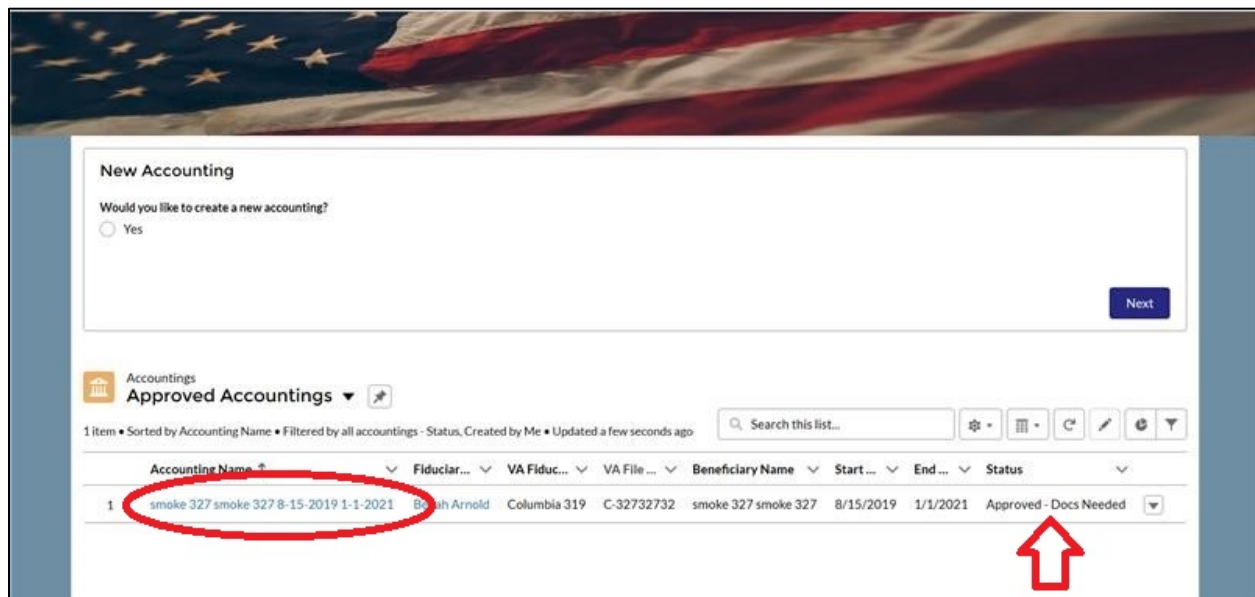 New Accounting
Would you like to create a new accounting?
Yes
Next
Accountings
Approved Accountings
1 item • Sorted by Accounting Name • Filtered by all accountings - Status, Created by Me • Updated a few seconds ago
Search this list...
Accounting Name Fiduciar... VA Fiduc... VA File ... Beneficiary Name Start ... End ... Status
1 smoke 327 smoke 327 8-15-2019 1-1-2021 Arnold Columbia 319 C-32732732 smoke 327 smoke 327 8/15/2019 1/1/2021 Approved - Docs Needed